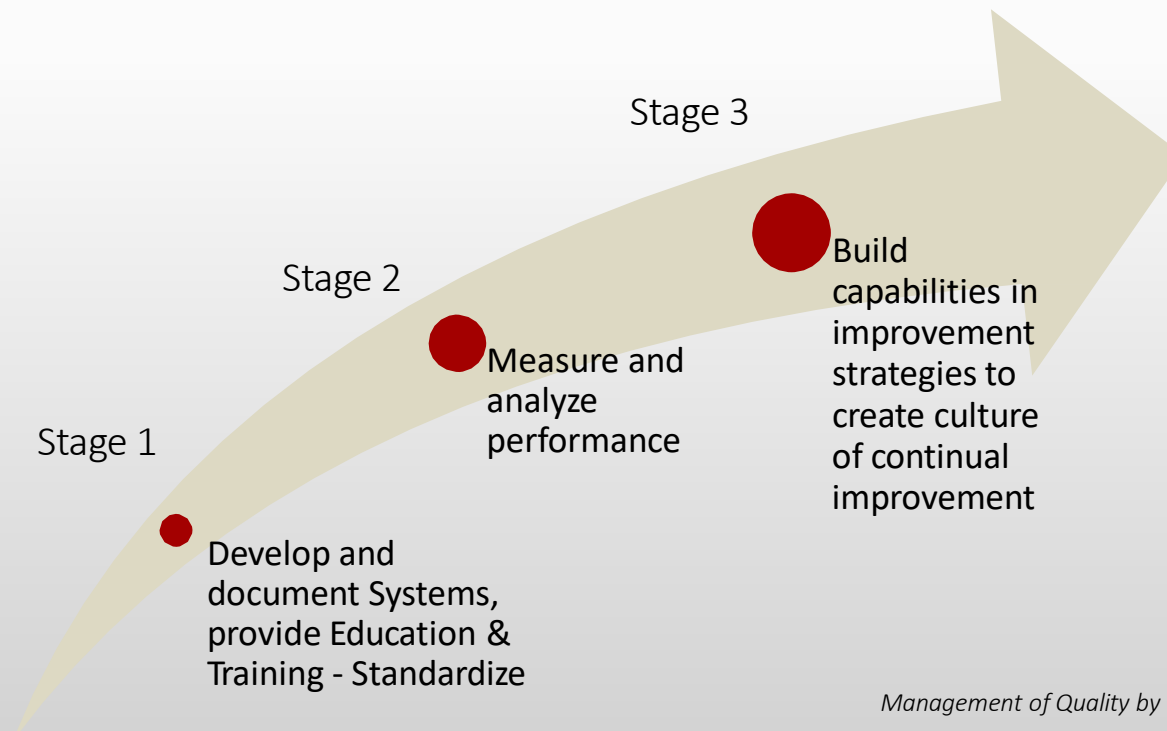 Stage 1
Develop and
document Systems,
provide Education &
Training - Standardize
Stage 2
Measure and
analyze
performance
Stage 3
Build
capabilities in
improvement
strategies to
create culture
of continual
improvement
Management of Quality by